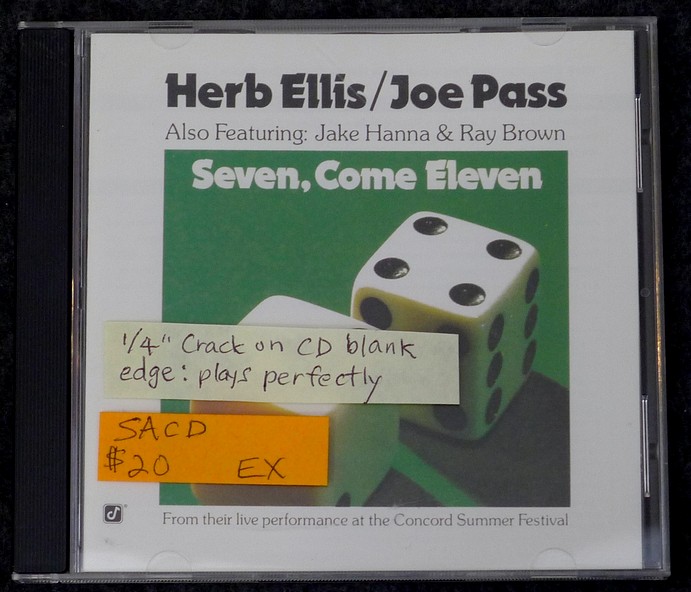 Herb Ellis/Joe Pass
Also Featuring: Jake Hanna & Ray Brown
Seven, Come Eleven
1/4" Crack on CD blank
edge: plays perfectly
SACD
$20 EX
From their live performance at the Concord Summer Festival